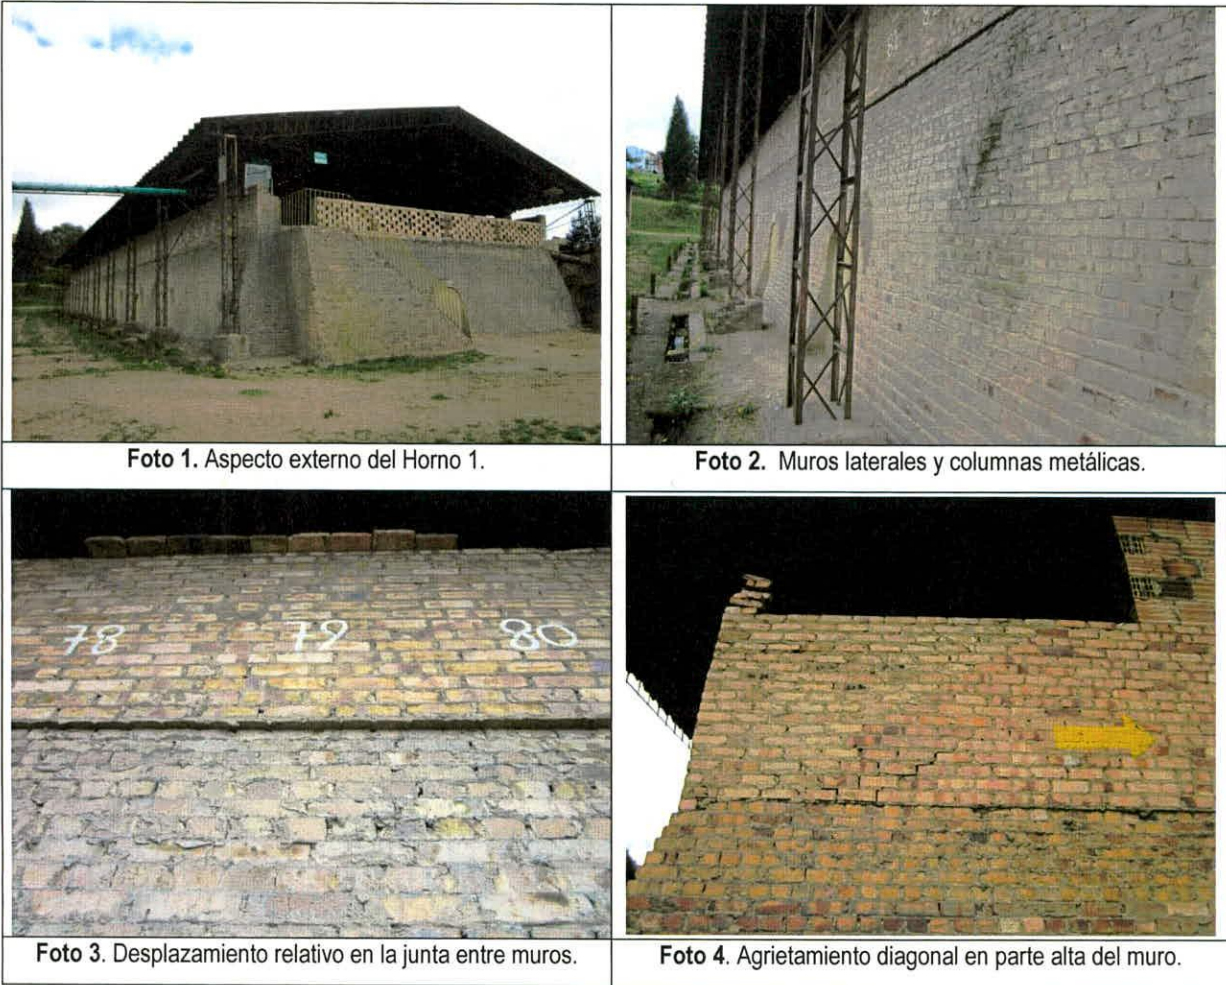 Foto 1. Aspecto externo del Horno 1.
Foto 2. Muros laterales y columnas metálicas.
78 79 80
Foto 3. Desplazamiento relativo en la junta entre muros.
Foto 4. Agrietamiento diagonal en parte alta del muro.